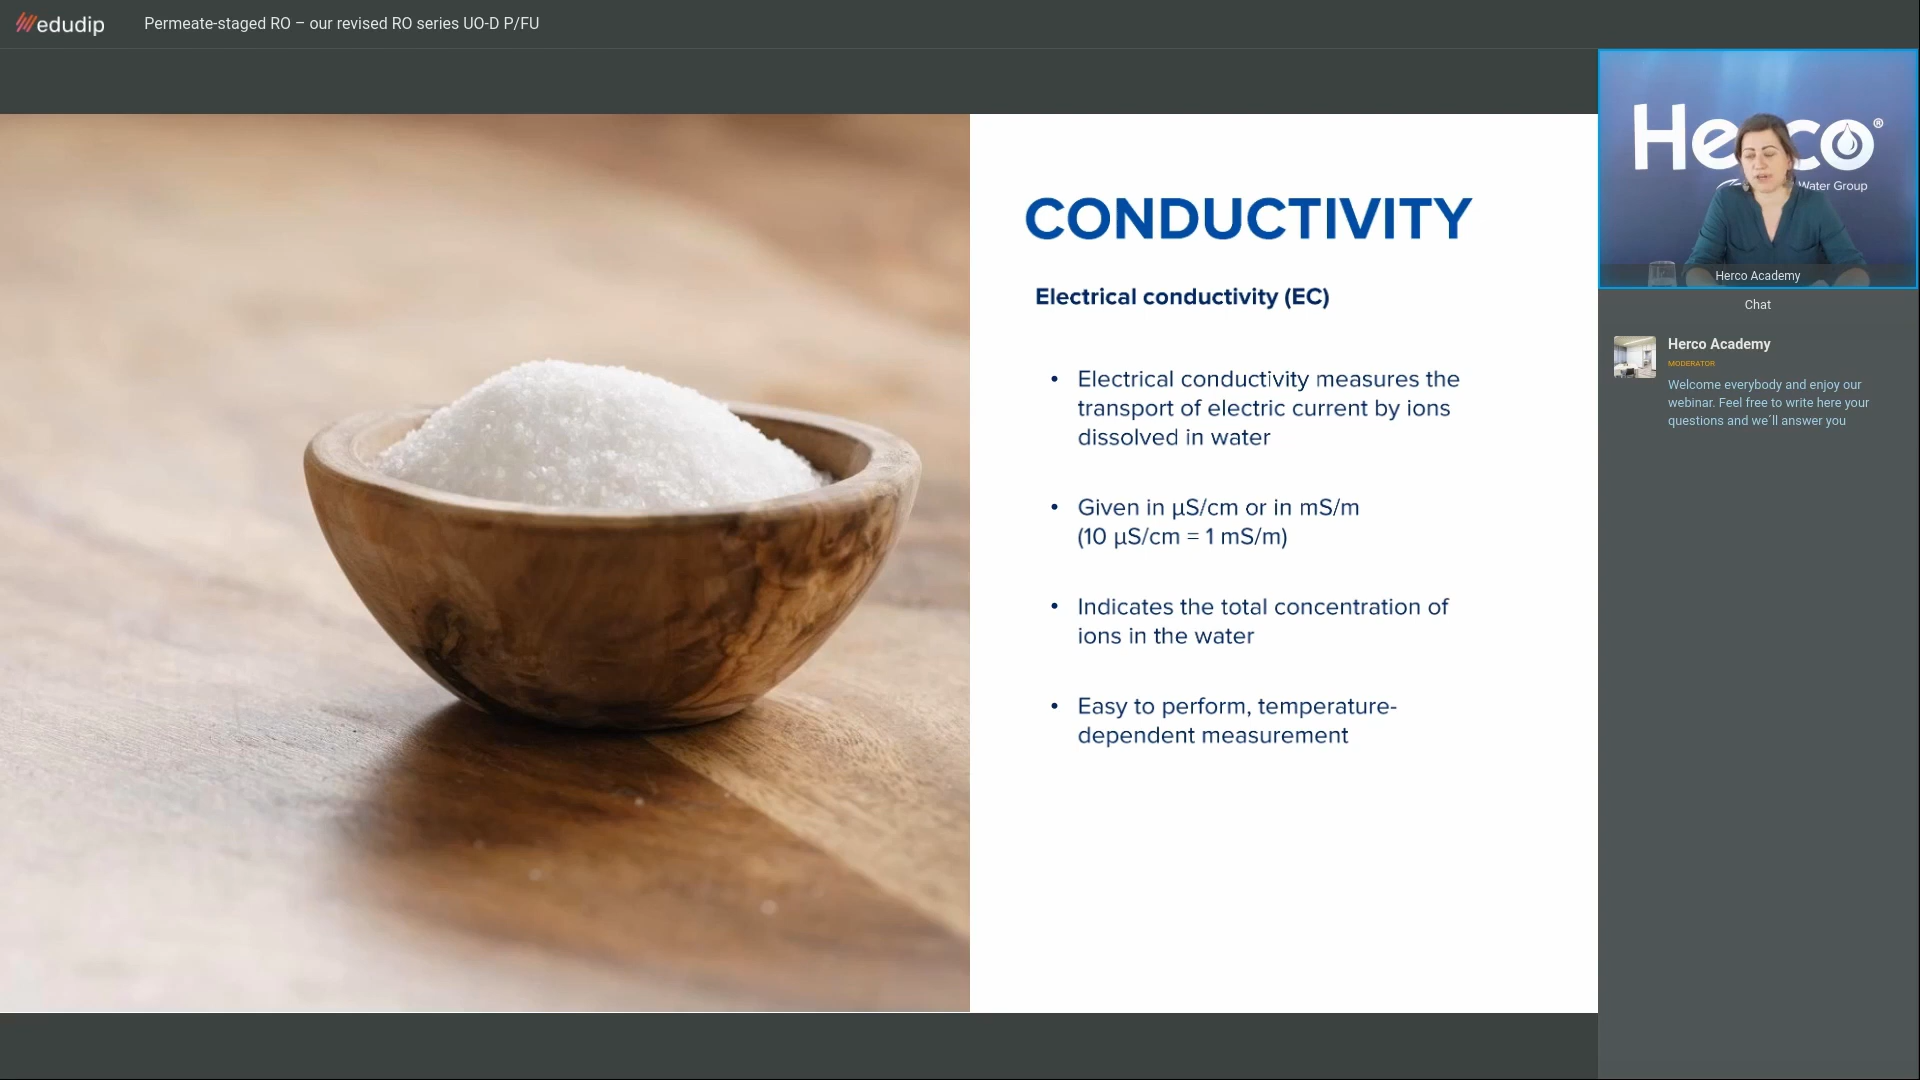 edudip
Permeate-staged RO – our revised RO series UO-D P/FU
CONDUCTIVITY
Electrical conductivity (EC)
• Electrical conductivity measures the
transport of electric current by ions
dissolved in water
• Given in µS/cm or in mS/m
(10 µS/cm = 1 mS/m)
• Indicates the total concentration of
ions in the water
• Easy to perform, temperature-
dependent measurement
Herco®
Water Group
Herco Academy
Chat
Herco Academy
MODERATOR
Welcome everybody and enjoy our
webinar. Feel free to write here your
questions and we´ll answer you